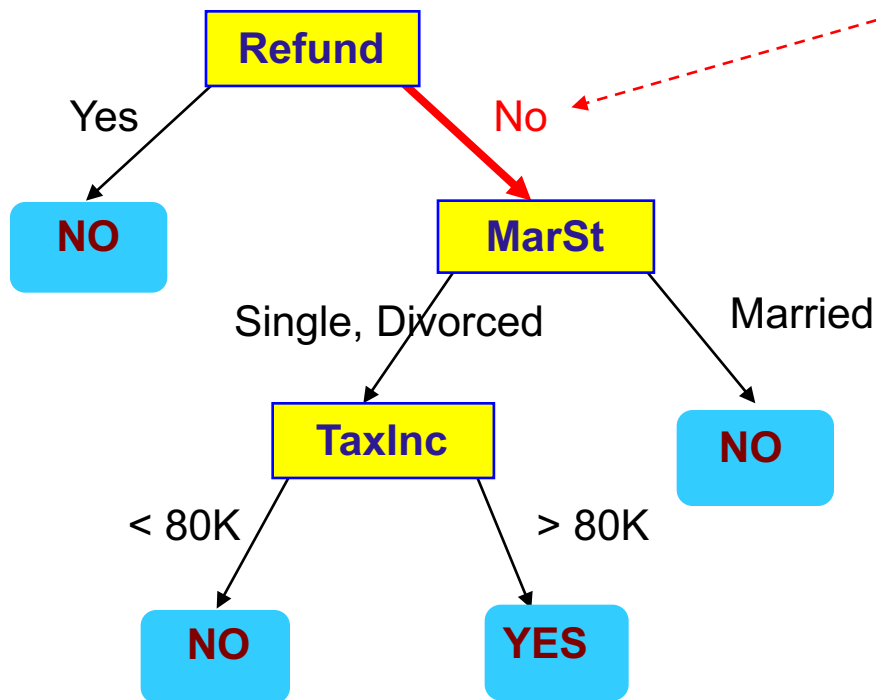 Refund
Yes
No
NO
MarSt
Single, Divorced
Married
TaxInc
NO
< 80K
> 80K
NO
YES